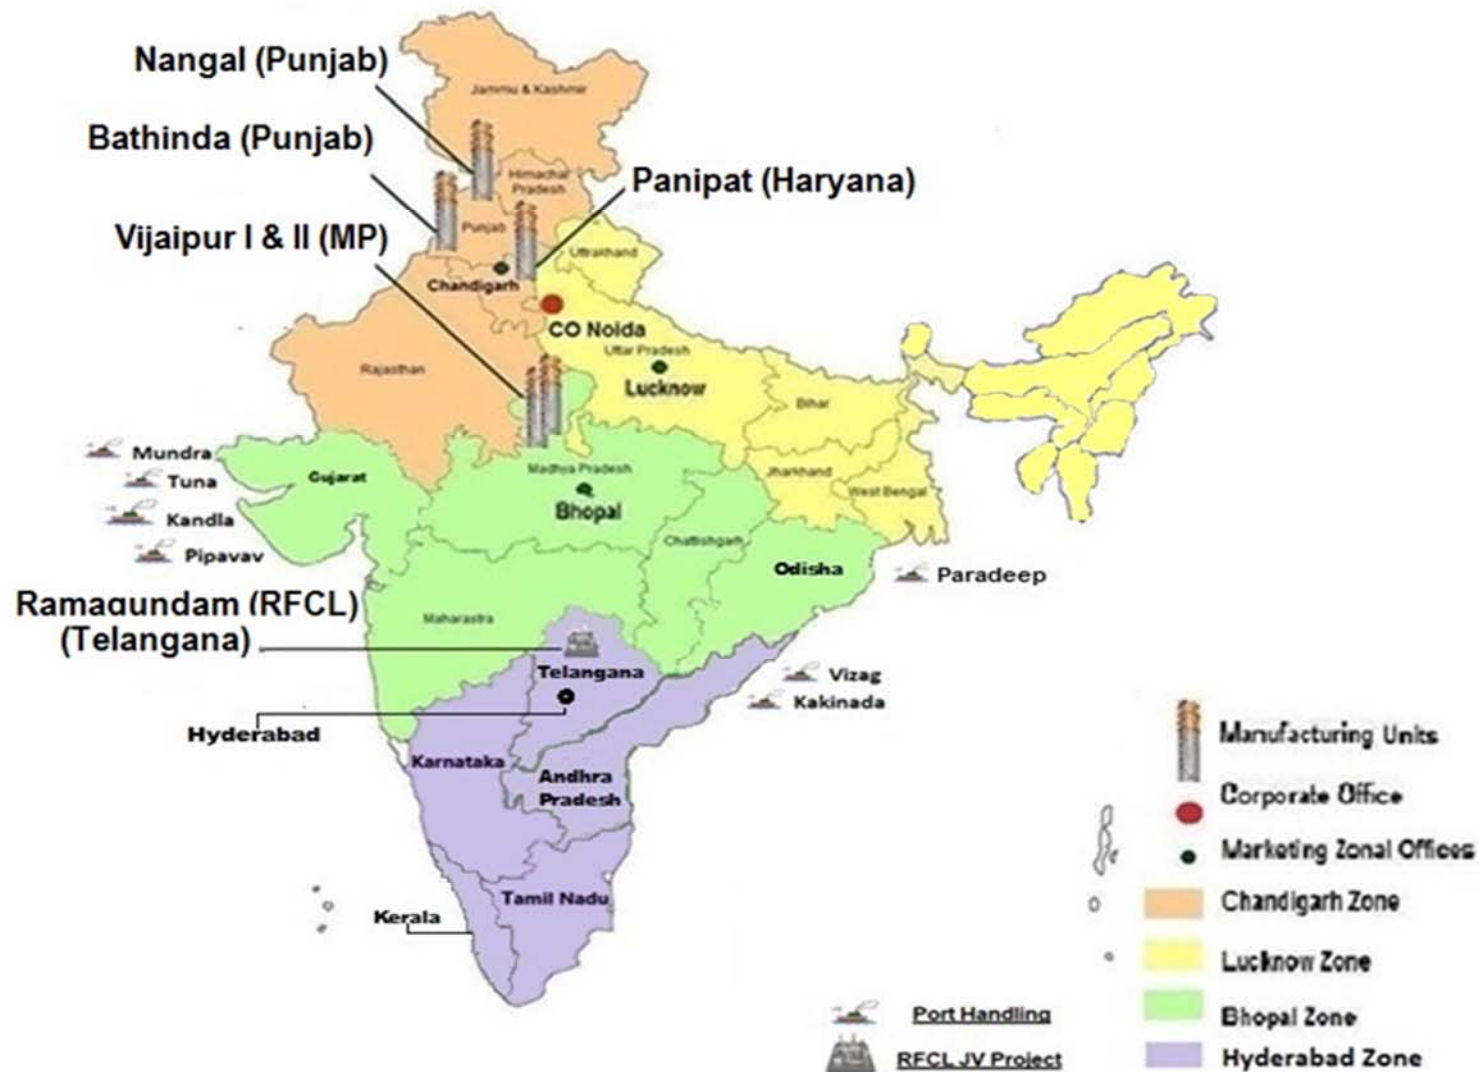 Nangal (Punjab)
Jammu & Kashmir
Bathinda (Punjab)
Himachal
Pradesh
Panipat (Haryana)
Vijaipur I & II (MP)
Punjab
Uttrakhand
Chandigarh
CO Noida
Uttar Pradesh
Rajasthan
Lucknow
Bihar
Mundra
Tuna
Gujarat
Madhya Pradesh
Jharkhand
West Bengal
Kandla
Bhopal
Pipavav
Chattishgarh
Odisha
Paradeep
Ramagundam (RFCL)
(Telangana)
Maharastra
Telangana
Vizag
Kakinada
Hyderabad
Karnataka
Andhra
Pradesh
Tamil Nadu
Kerala
Manufacturing Units
Corporate Office
Marketing Zonal Offices
Chandigarh Zone
Lucknow Zone
Bhopal Zone
Hyderabad Zone
Port Handling
RFCL JV Project